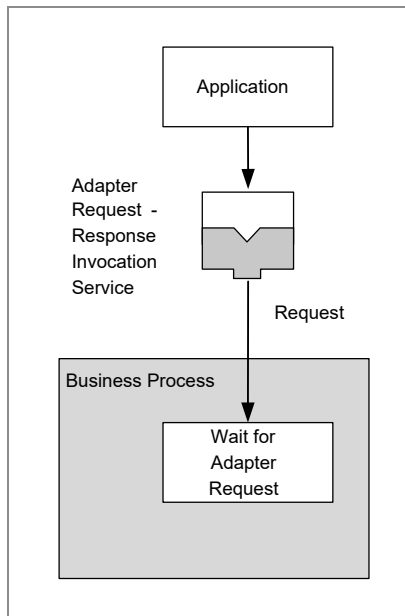 Application
Adapter
Request -
Response
Invocation
Service
Request
Business Process
Wait for
Adapter
Request